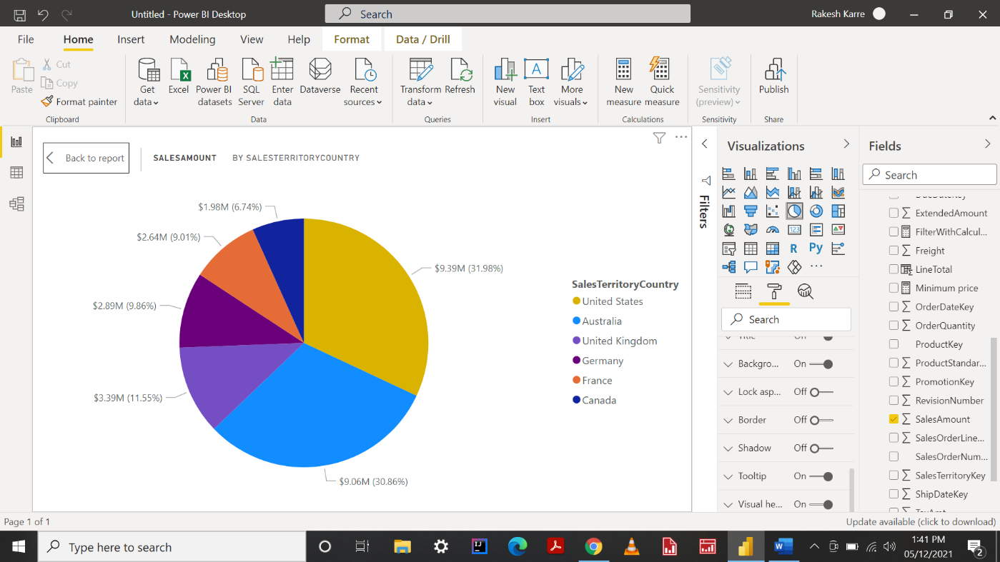 Untitled - Power BI Desktop
Search
Rakesh Karre
File Home Insert Modeling View Help Format Data / Drill
Paste
Cut
Copy
Format painter
Clipboard
Get data
Excel
Power BI datasets
SQL Server
Enter data
Dataverse
Recent sources
Data
Transform data
Refresh
Queries
New visual
Text box
More visuals
Insert
New measure
Quick measure
Calculations
Sensitivity (preview)
Sensitivity
Publish
Share
Back to report
SALESAMOUNT BY SALESTERRITORYCOUNTRY
$1.98M (6.74%)
$2.64M (9.01%)
$9.39M (31.98%)
$2.89M (9.86%)
$3.39M (11.55%)
$9.06M (30.86%)
SalesTerritoryCountry
United States
Australia
United Kingdom
Germany
France
Canada
Filters
Visualizations
123
R
Py
Search
Title Off
Backgro... On
Lock asp... Off
Border Off
Shadow Off
Tooltip On
Visual he... On
Fields
Search
DueDateKey
ExtendedAmount
FilterWithCalcul...
Freight
LineTotal
Minimum price
OrderDateKey
OrderQuantity
ProductKey
ProductStandar...
PromotionKey
RevisionNumber
SalesAmount
SalesOrderLine...
SalesOrderNum...
SalesTerritoryKey
ShipDateKey
TaxAmt
Page 1 of 1
Update available (click to download)
Type here to search
1:41 PM
05/12/2021
2